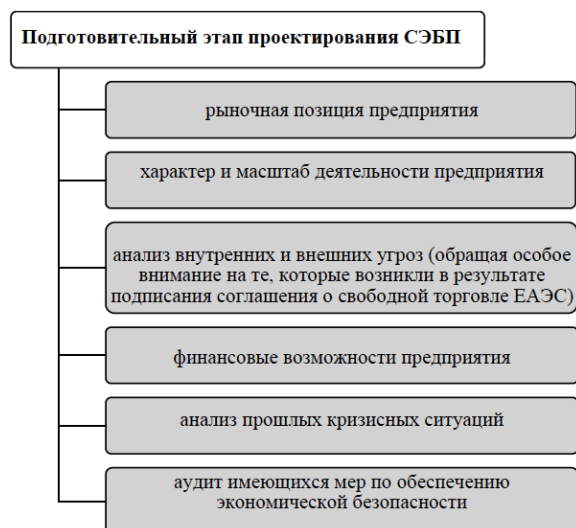 Подготовительный этап проектирования СЭБП
рыночная позиция предприятия
характер и масштаб деятельности предприятия
анализ внутренних и внешних угроз (обращая особое
внимание на те, которые возникли в результате
подписания соглашения о свободной торговле ЕАЭС)
финансовые возможности предприятия
анализ прошлых кризисных ситуаций
аудит имеющихся мер по обеспечению
экономической безопасности